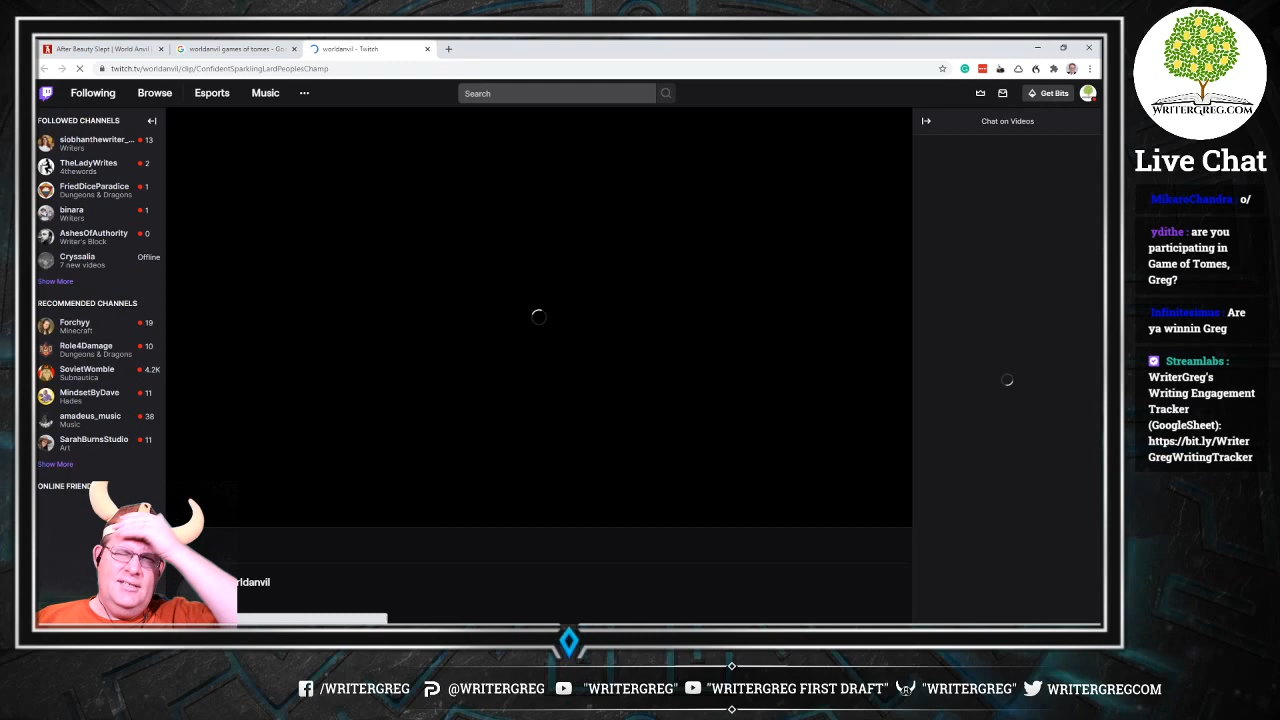 After Beauty Slept | World Anvil
worldanvil games of tomes - Go
worldanvil - Twitch
twitch.tv/worldanvil/clip/ConfidentSparklingLardPeoplesChamp
Following Browse Esports Music
Search
Get Bits
FOLLOWED CHANNELS
siobhanthewriter_... 13
Writers
TheLadyWrites 2
4thewords
FriedDiceParadice 1
Dungeons & Dragons
binara 1
Writers
AshesOfAuthority 0
Writer's Block
Cryssalia Offline
7 new videos
Show More
RECOMMENDED CHANNELS
Forchyy 19
Minecraft
Role4Damage 10
Dungeons & Dragons
SovietWomble 4.2K
Subnautica
MindsetByDave 11
Hades
amadeus_music 38
Music
SarahBurnsStudio 11
Art
Show More
ONLINE FRIEND
rldanvil
Chat on Videos
WRITERGREG.COM
Live Chat
MikaroChandra : o/
ydithe : are you
participating in
Game of Tomes,
Greg?
Infinitesimus : Are
ya winnin Greg
Streamlabs :
WriterGreg's
Writing Engagement
Tracker
(GoogleSheet):
https://bit.ly/Writer
GregWritingTracker
/WRITERGREG @WRITERGREG "WRITERGREG" "WRITERGREG FIRST DRAFT" "WRITERGREG" WRITERGREGCOM